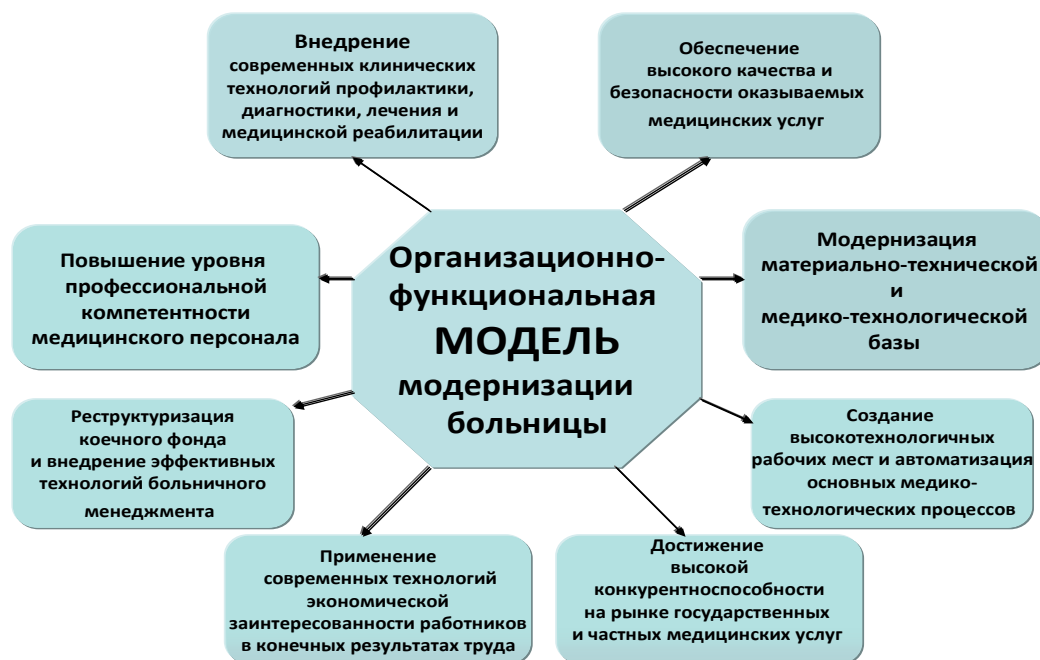 Внедрение
современных клинических
технологий профилактики,
диагностики, лечения и
медицинской реабилитации
Обеспечение
высокого качества и
безопасности оказываемых
медицинских услуг
Повышение уровня
профессиональной
компетентности
медицинского персонала
Организационно-
функциональная
МОДЕЛЬ
модернизации
больницы
Модернизация
материально-технической
и
медико-технологической
базы
Реструктуризация
коечного фонда
и внедрение эффективных
технологий больничного
менеджмента
Создание
высокотехнологичных
рабочих мест и автоматизация
основных медико-
технологических процессов
Применение
современных технологий
экономической
заинтересованности работников
в конечных результатах труда
Достижение
высокой
конкурентноспособности
на рынке государственных
и частных медицинских услуг